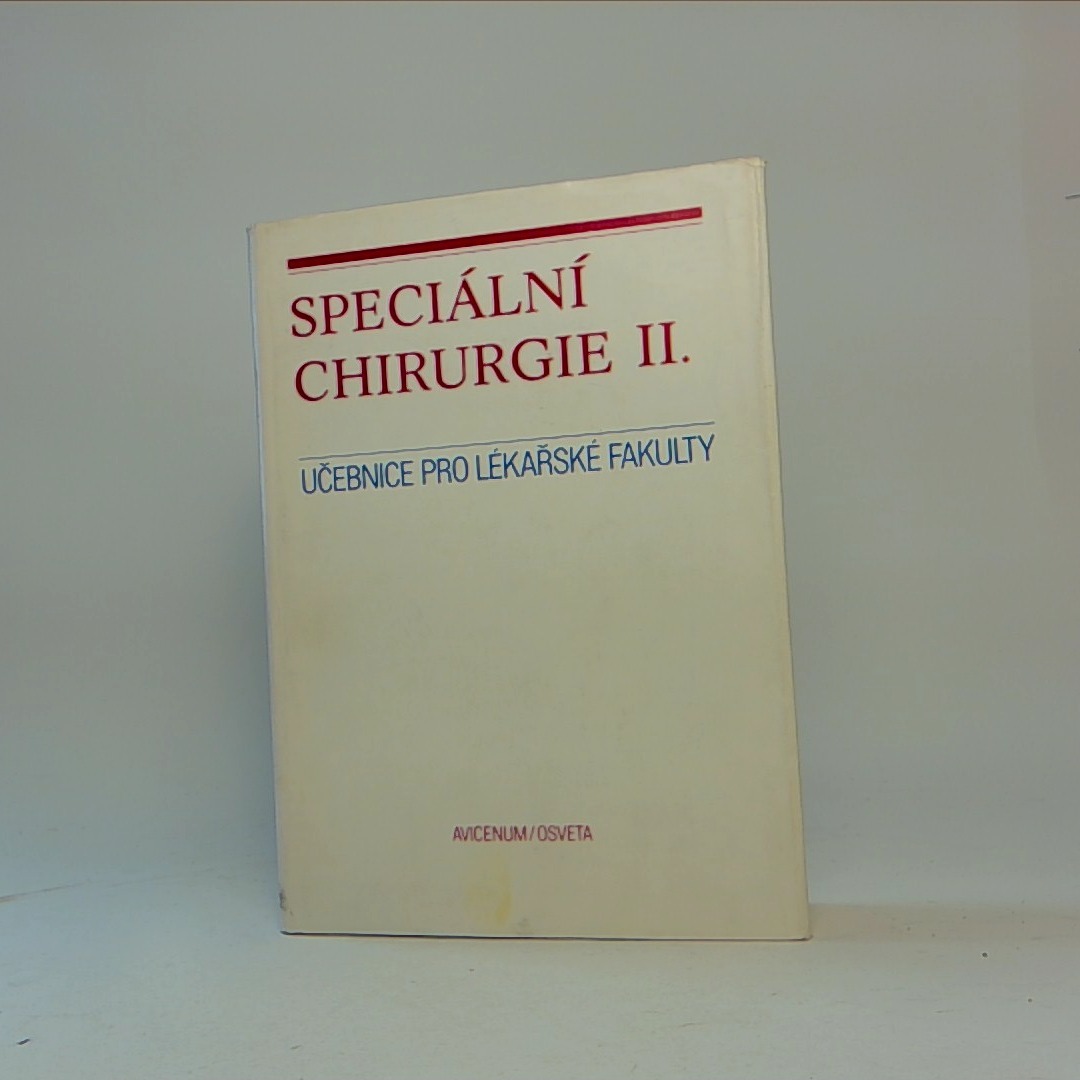 SPECIÁLNÍ
CHIRURGIE II.
UČEBNICE PRO LÉKAŘSKÉ FAKULTY
AVICENUM/OSVETA